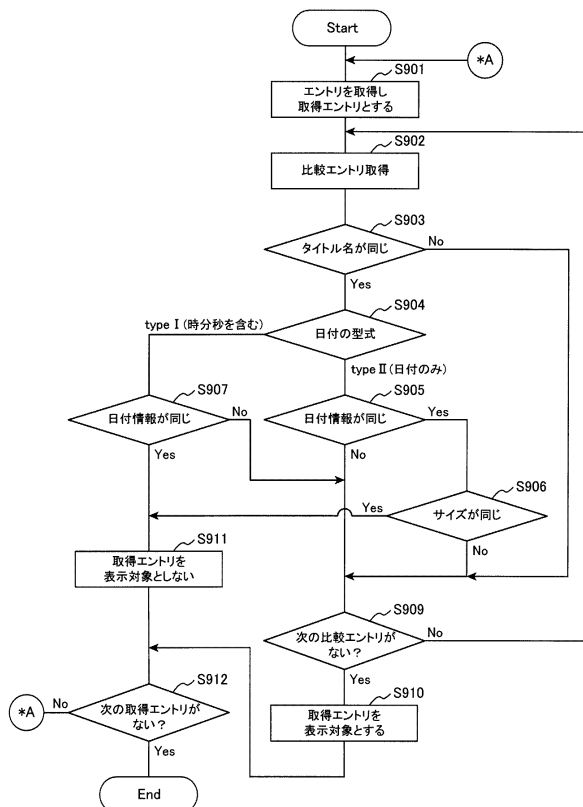 Start
*A
S901
エントリを取得し
取得エントリとする
S902
比較エントリ取得
S903
タイトル名が同じ
No
Yes
S904
日付の型式
type I (時分秒を含む)
type II (日付のみ)
S907
日付情報が同じ
No
Yes
S905
日付情報が同じ
Yes
No
S906
サイズが同じ
Yes
No
S911
取得エントリを
表示対象としない
S909
次の比較エントリが
ない？
No
Yes
S912
次の取得エントリが
ない？
No
*A
Yes
S910
取得エントリを
表示対象とする
End